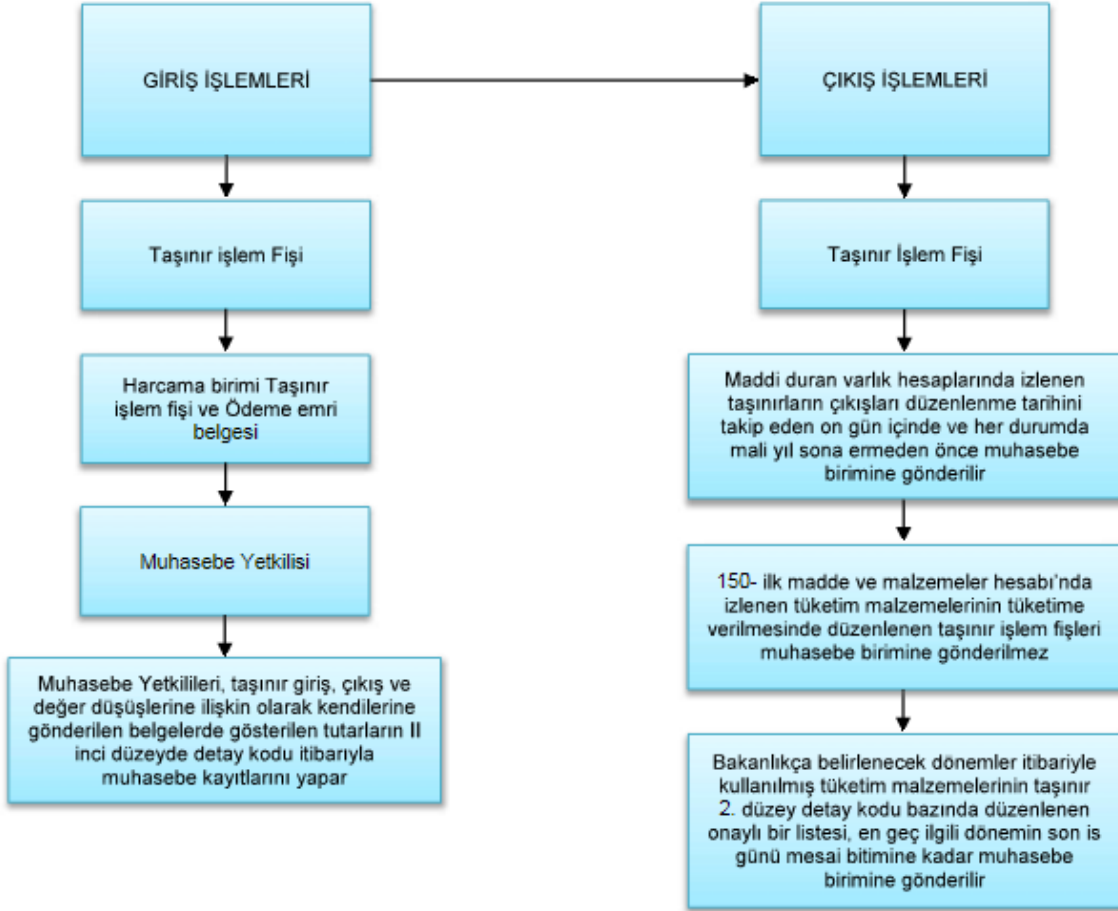 GİRİŞ İŞLEMLERİ
Taşınır işlem Fişi
Harcama birimi Taşınır
işlem fişi ve Ödeme emri
belgesi
Muhasebe Yetkilisi
Muhasebe Yetkilileri, taşınır giriş, çıkış ve
değer düşüşlerine ilişkin olarak kendilerine
gönderilen belgelerde gösterilen tutarların II
inci düzeyde detay kodu itibarıyla
muhasebe kayıtlarını yapar
ÇIKIŞ İŞLEMLERİ
Taşınır İşlem Fişi
Maddi duran varlık hesaplarında izlenen
taşınırların çıkışları düzenlenme tarihini
takip eden on gün içinde ve her durumda
mali yıl sona ermeden önce muhasebe
birimine gönderilir
150- ilk madde ve malzemeler hesabı'nda
izlenen tüketim malzemelerinin tüketime
verilmesinde düzenlenen taşınır işlem fişleri
muhasebe birimine gönderilmez
Bakanlıkça belirlenecek dönemler itibariyle
kullanılmış tüketim malzemelerinin taşınır
2. düzey detay kodu bazında düzenlenen
onaylı bir listesi, en geç ilgili dönemin son is
günü mesai bitimine kadar muhasebe
birimine gönderilir